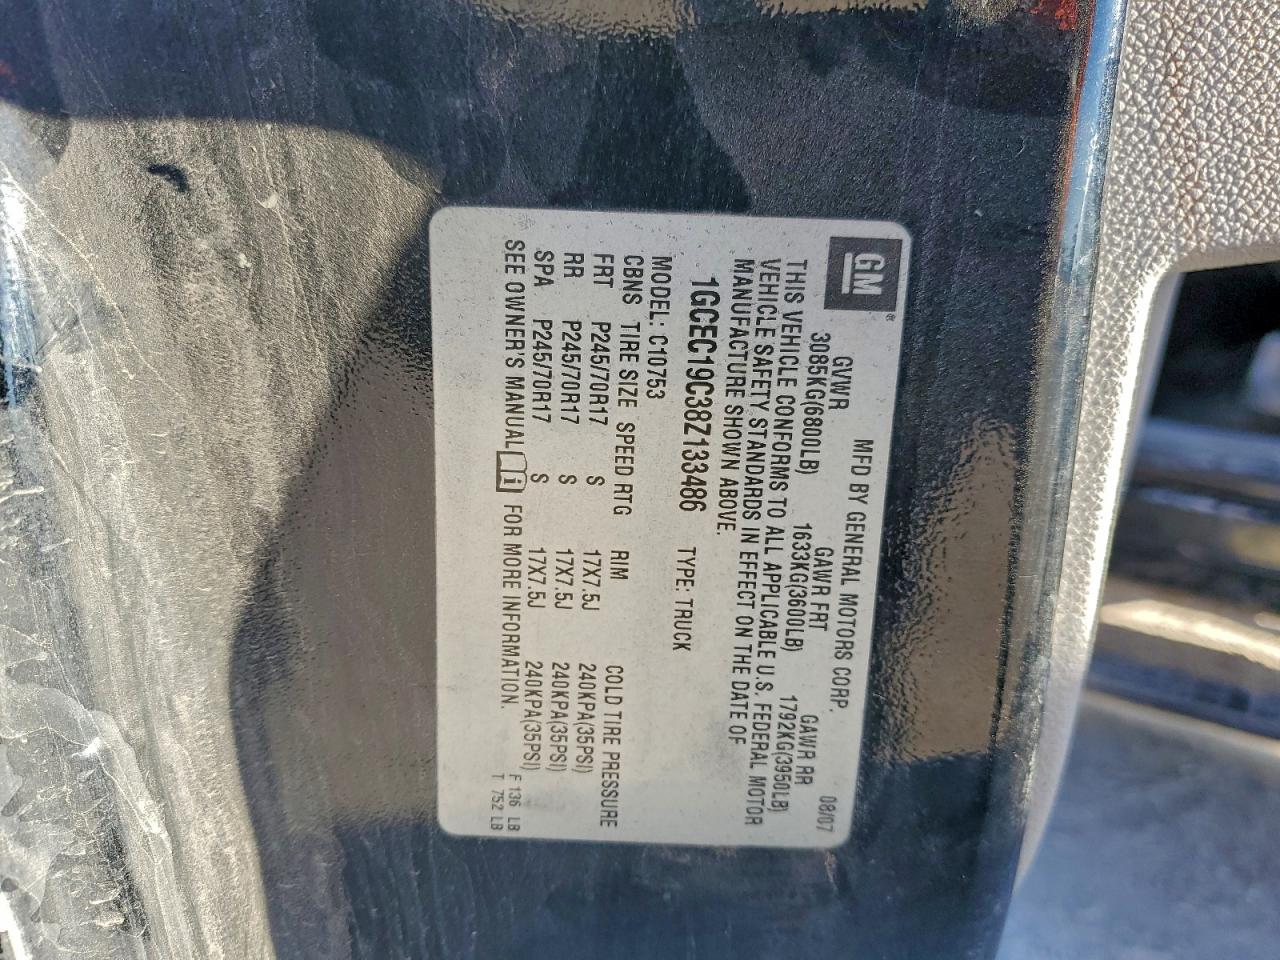 GM®
MFD BY GENERAL MOTORS CORP. 08/07
GVWR GAWR FRT GAWR RR
3085KG(6800LB) 1633KG(3600LB) 1792KG(3950LB)
THIS VEHICLE CONFORMS TO ALL APPLICABLE U.S. FEDERAL MOTOR
VEHICLE SAFETY STANDARDS IN EFFECT ON THE DATE OF
MANUFACTURE SHOWN ABOVE.
1GCEC19C38Z133486 TYPE: TRUCK
MODEL: C10753
CBNS TIRE SIZE SPEED RTG RIM COLD TIRE PRESSURE
FRT P245/70R17 S 17X7.5J 240KPA(35PSI)
RR P245/70R17 S 17X7.5J 240KPA(35PSI)
SPA P245/70R17 S 17X7.5J 240KPA(35PSI)
SEE OWNER'S MANUAL i FOR MORE INFORMATION.
F 136 LB
T 752 LB